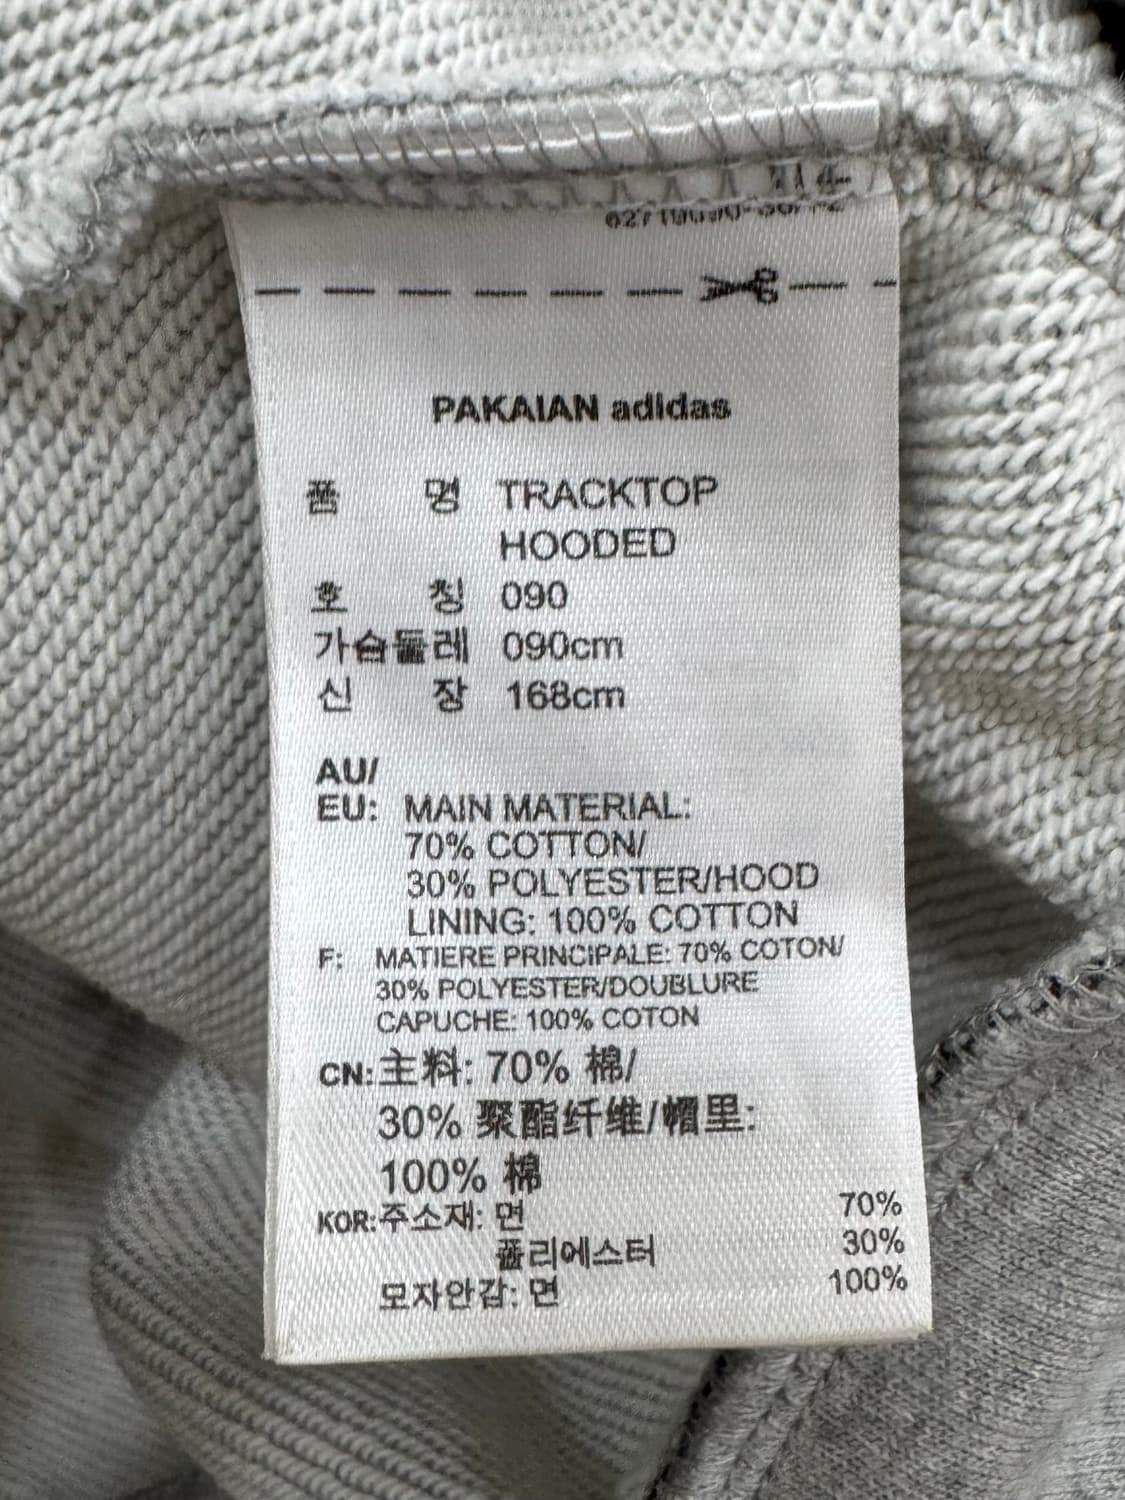 PAKAIAN adidas
품 명 TRACKTOP
HOODED
호 칭 090
가슴둘레 090cm
신 장 168cm
AU/
EU: MAIN MATERIAL:
70% COTTON/
30% POLYESTER/HOOD
LINING: 100% COTTON
F: MATIERE PRINCIPALE: 70% COTON/
30% POLYESTER/DOUBLURE
CAPUCHE: 100% COTON
CN: 主料: 70% 棉/
30% 聚酯纤维/帽里:
100% 棉
KOR: 주소재: 면 70%
폴리에스터 30%
모자안감: 면 100%